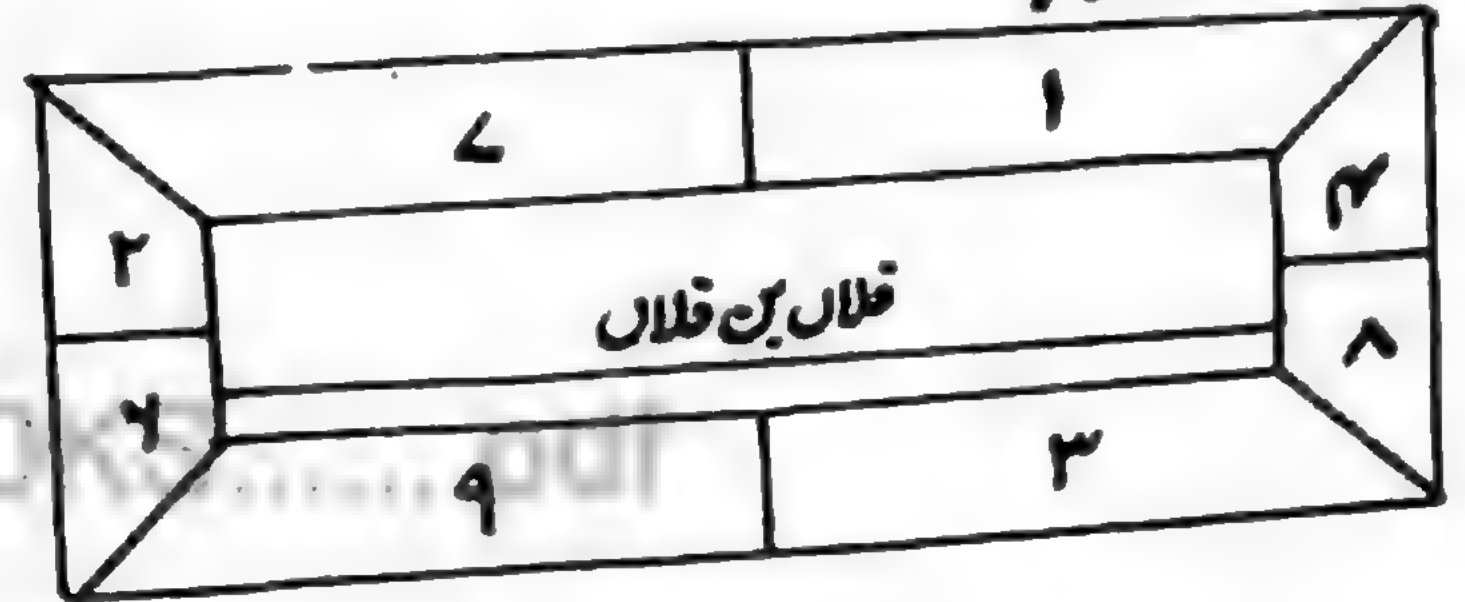 ۷ ۱
۲ ۴
فلاں بن فلاں
۶ ۸
۹ ۳